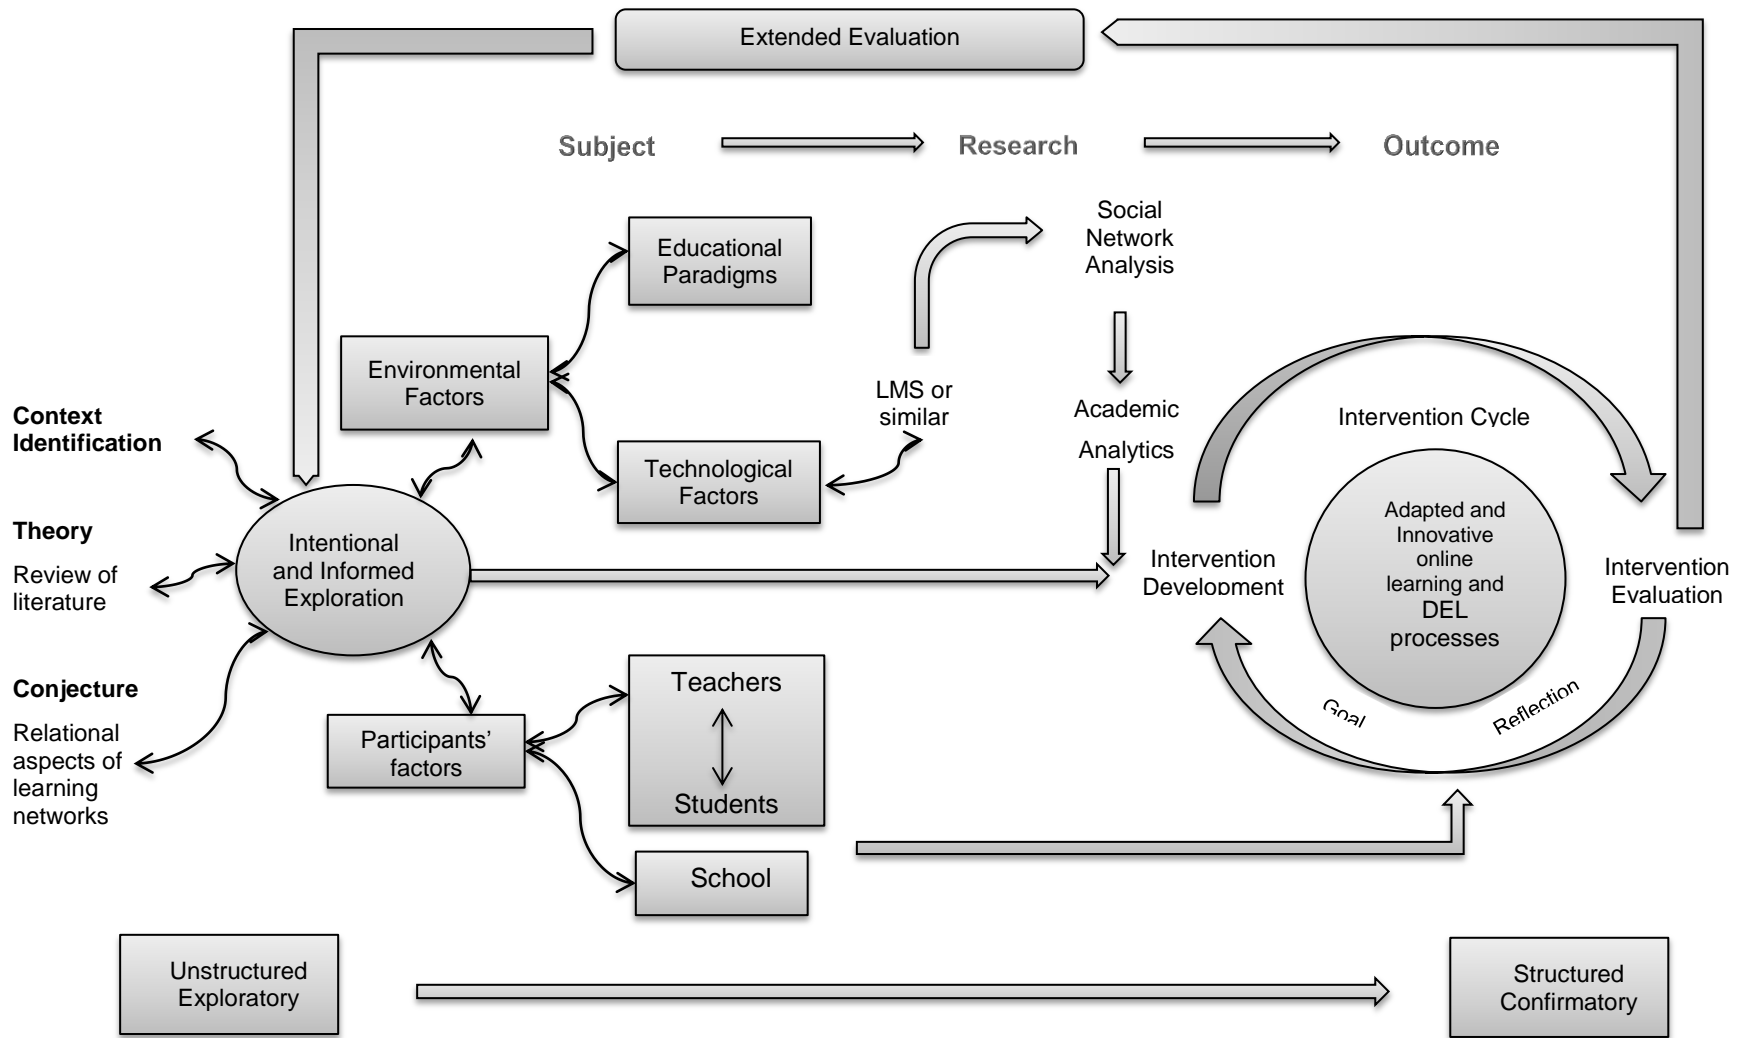 Extended Evaluation
Subject
Research
Outcome
Social
Network
Analysis
Educational
Paradigms
Environmental
Factors
LMS or
similar
Academic
Analytics
Intervention Cycle
Context
Identification
Technological
Factors
Theory
Review of
literature
Intentional
and Informed
Exploration
Intervention
Development
Adapted and
Innovative
online
learning and
DEL
processes
Intervention
Evaluation
Conjecture
Relational
aspects of
learning
networks
Participants’
factors
Teachers
Students
Goal
Reflection
School
Unstructured
Exploratory
Structured
Confirmatory